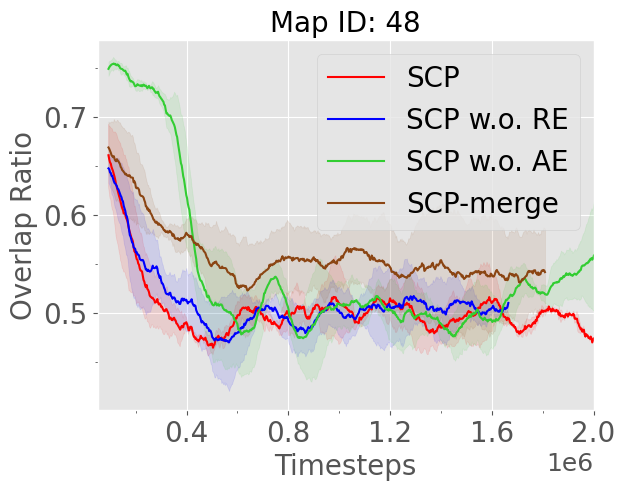 Map ID: 48
SCP
SCP w.o. RE
SCP w.o. AE
SCP-merge
Overlap Ratio
0.7
0.6
0.5
0.4 0.8 1.2 1.6 2.0
Timesteps
1e6